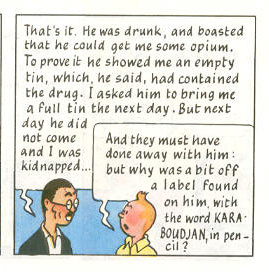 That's it. He was drunk, and boasted
that he could get me some opium.
To prove it he showed me an empty
tin, which, he said, had contained
the drug. I asked him to bring me
a full tin the next day. But next
day he did
not come
and I was
kidnapped...
And they must have
done away with him:
but why was a bit off
a label found
on him, with
the word KARA-
BOUDJAN, in pen-
cil?